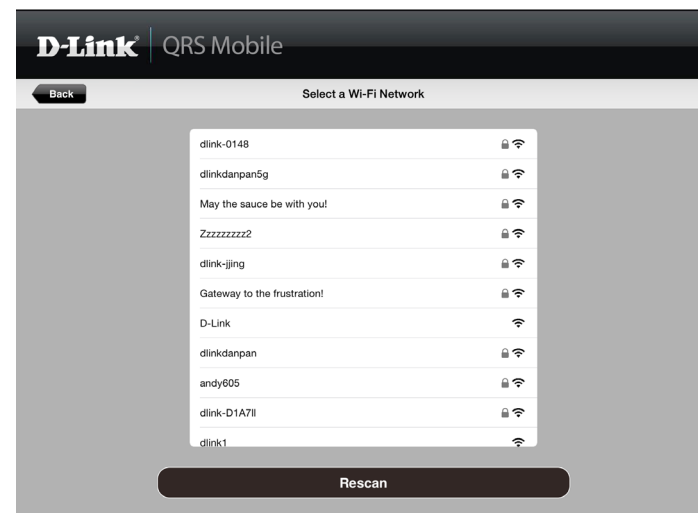 D-Link QRS Mobile
Back Select a Wi-Fi Network
dlink-0148
dlinkdanpan5g
May the sauce be with you!
Zzzzzzzzz2
dlink-jjing
Gateway to the frustration!
D-Link
dlinkdanpan
andy605
dlink-D1A7ll
dlink1
Rescan